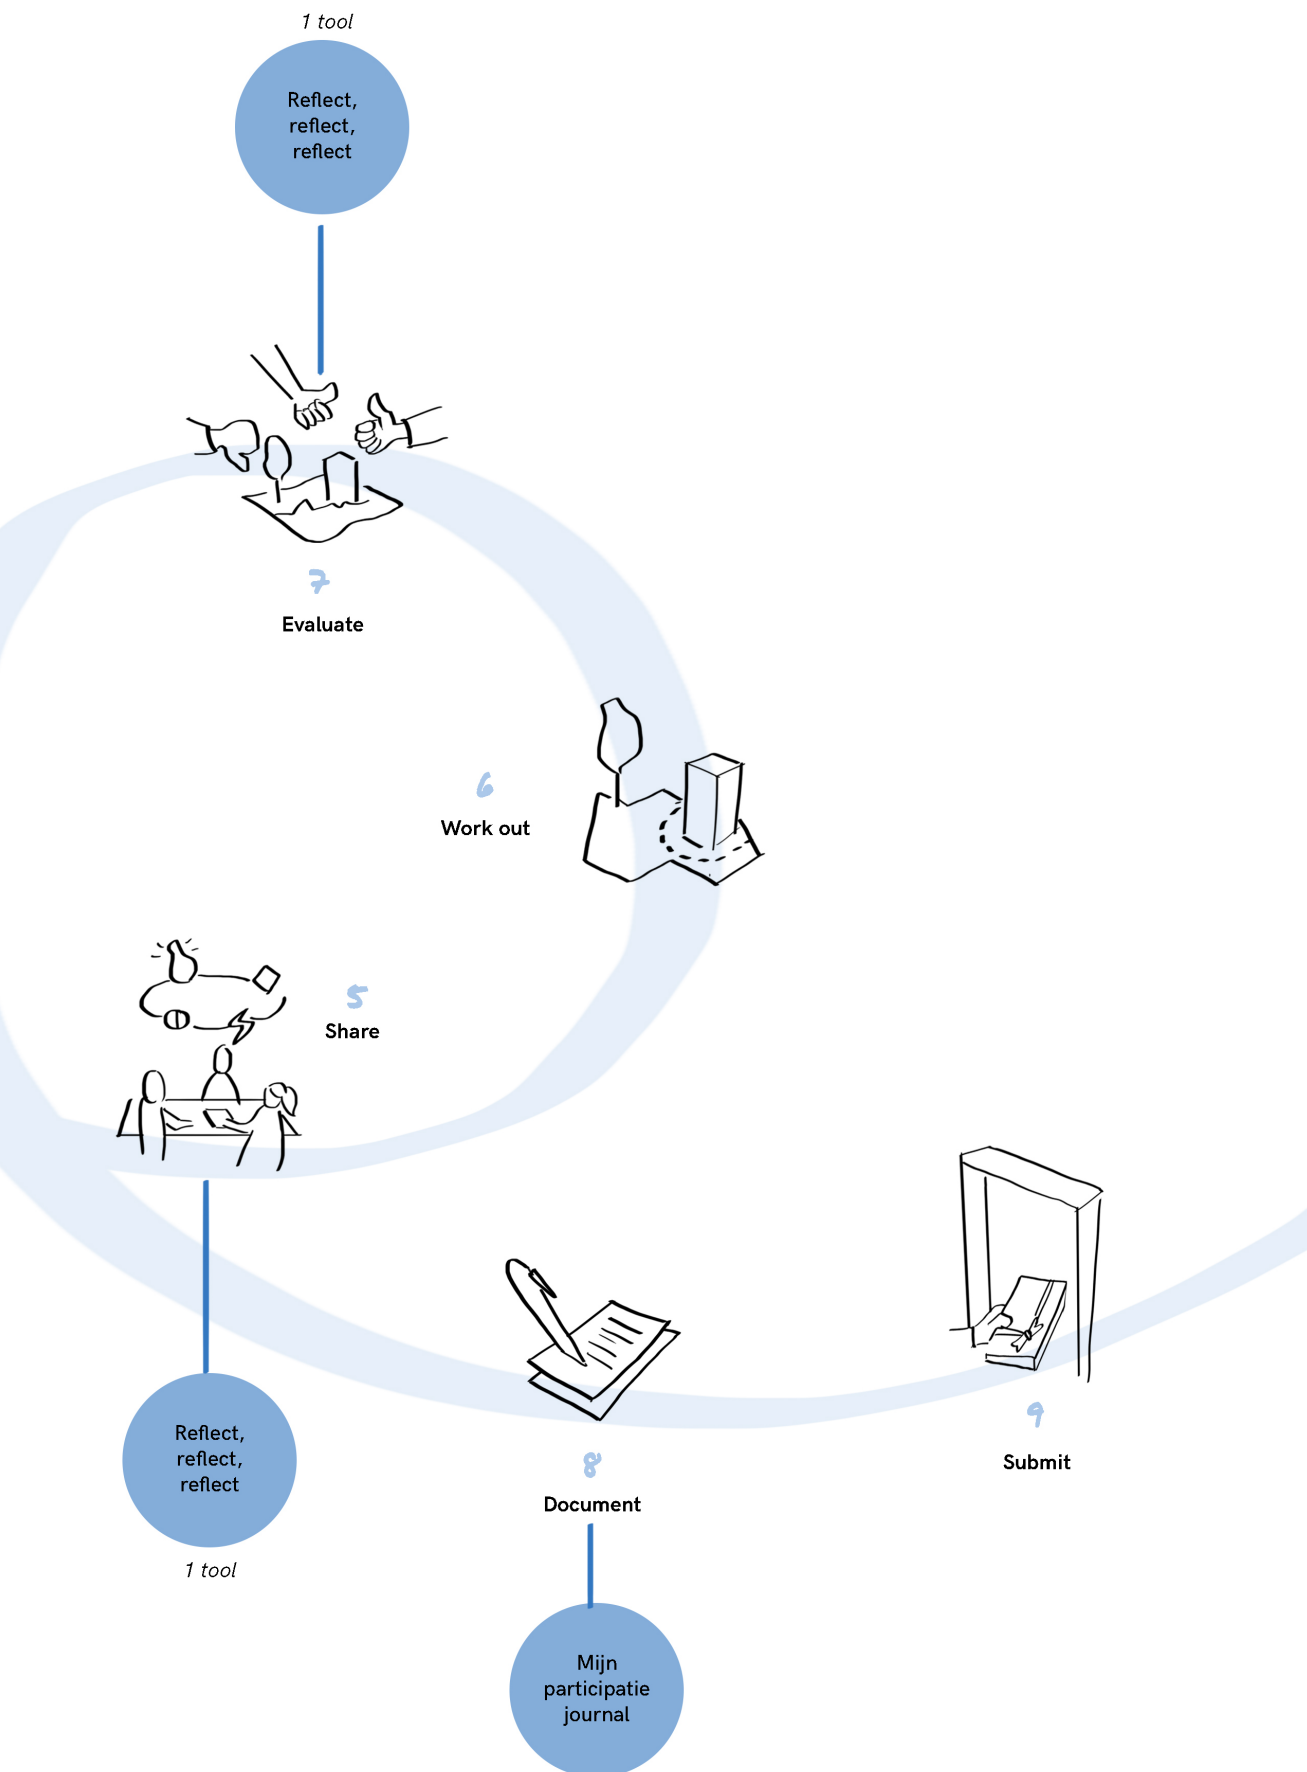 1 tool
Reflect,
reflect,
reflect
7
Evaluate
6
Work out
5
Share
Reflect,
reflect,
reflect
1 tool
8
Document
9
Submit
Mijn
participatie
journal